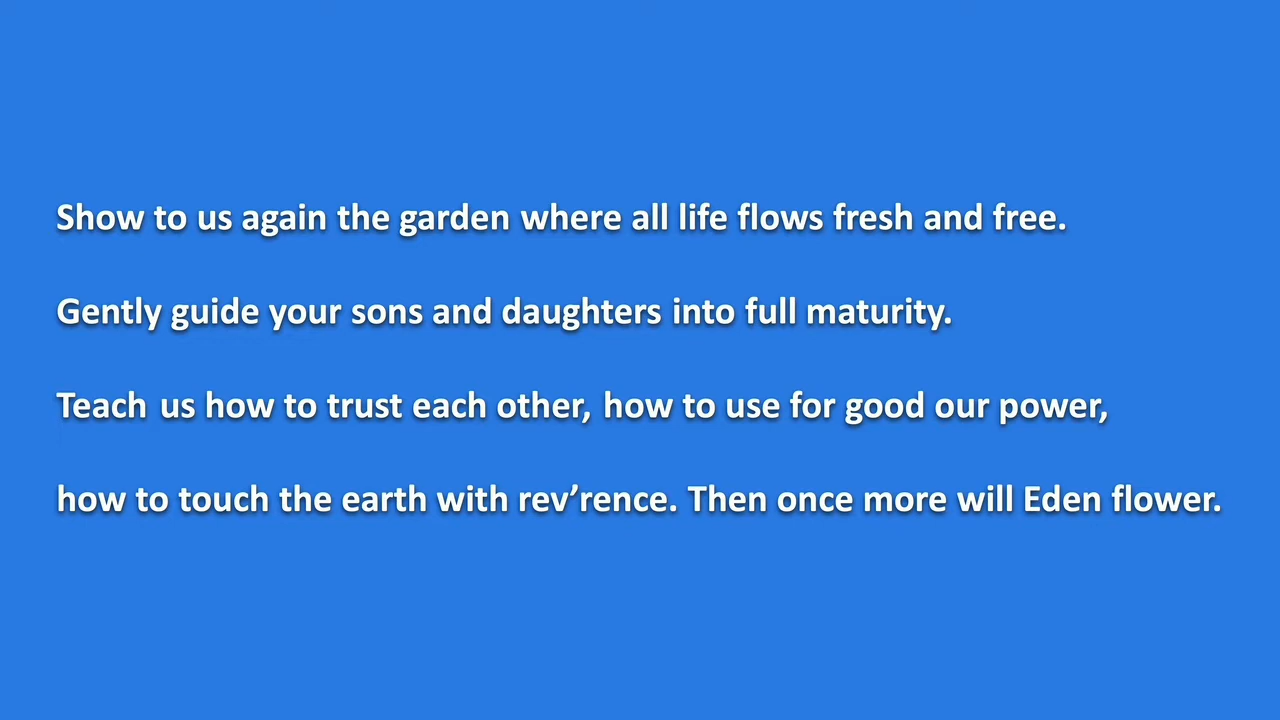 Show to us again the garden where all life flows fresh and free.
Gently guide your sons and daughters into full maturity.
Teach us how to trust each other, how to use for good our power,
how to touch the earth with rev’rence. Then once more will Eden flower.